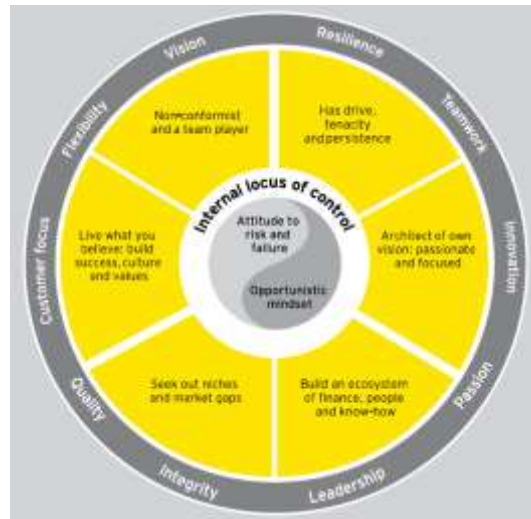 Vision
Resilience
Teamwork
Innovation
Passion
Leadership
Integrity
Quality
Customer focus
Flexibility
Non-conformist
and a team player
Has drive,
tenacity
and persistence
Architect of own
vision: passionate
and focused
Build an ecosystem
of finance, people
and know-how
Seek out niches
and market gaps
Live what you
believe: build
success, culture
and values
Internal locus of control
Attitude to
risk and
failure
Opportunistic
mindset